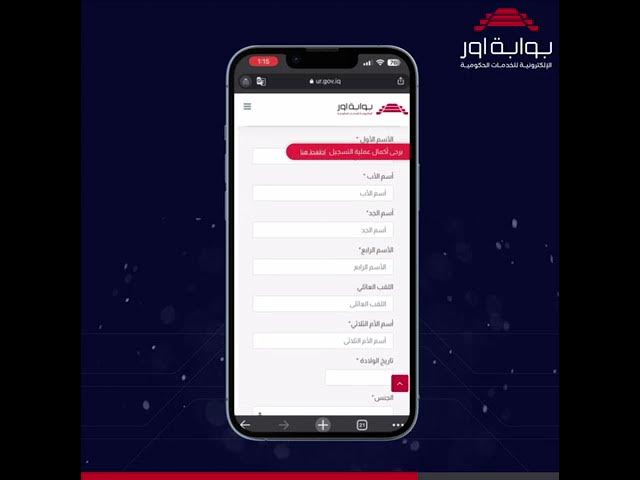 بوابة اور
الإلكترونية للخدمات الحكومية
1:15
70
ur.gov.iq
بوابة اور
الأسم الأول *
يرجى أكمال عملية التسجيل إضغط هنا
أسم الأب *
أسم الأب
أسم الجد*
أسم الجد
الأسم الرابع*
الأسم الرابع
اللقب العائلي
اللقب العائلي
أسم الأم الثلاثي*
أسم الأم الثلاثي
تاريخ الولادة *
الجنس*
21